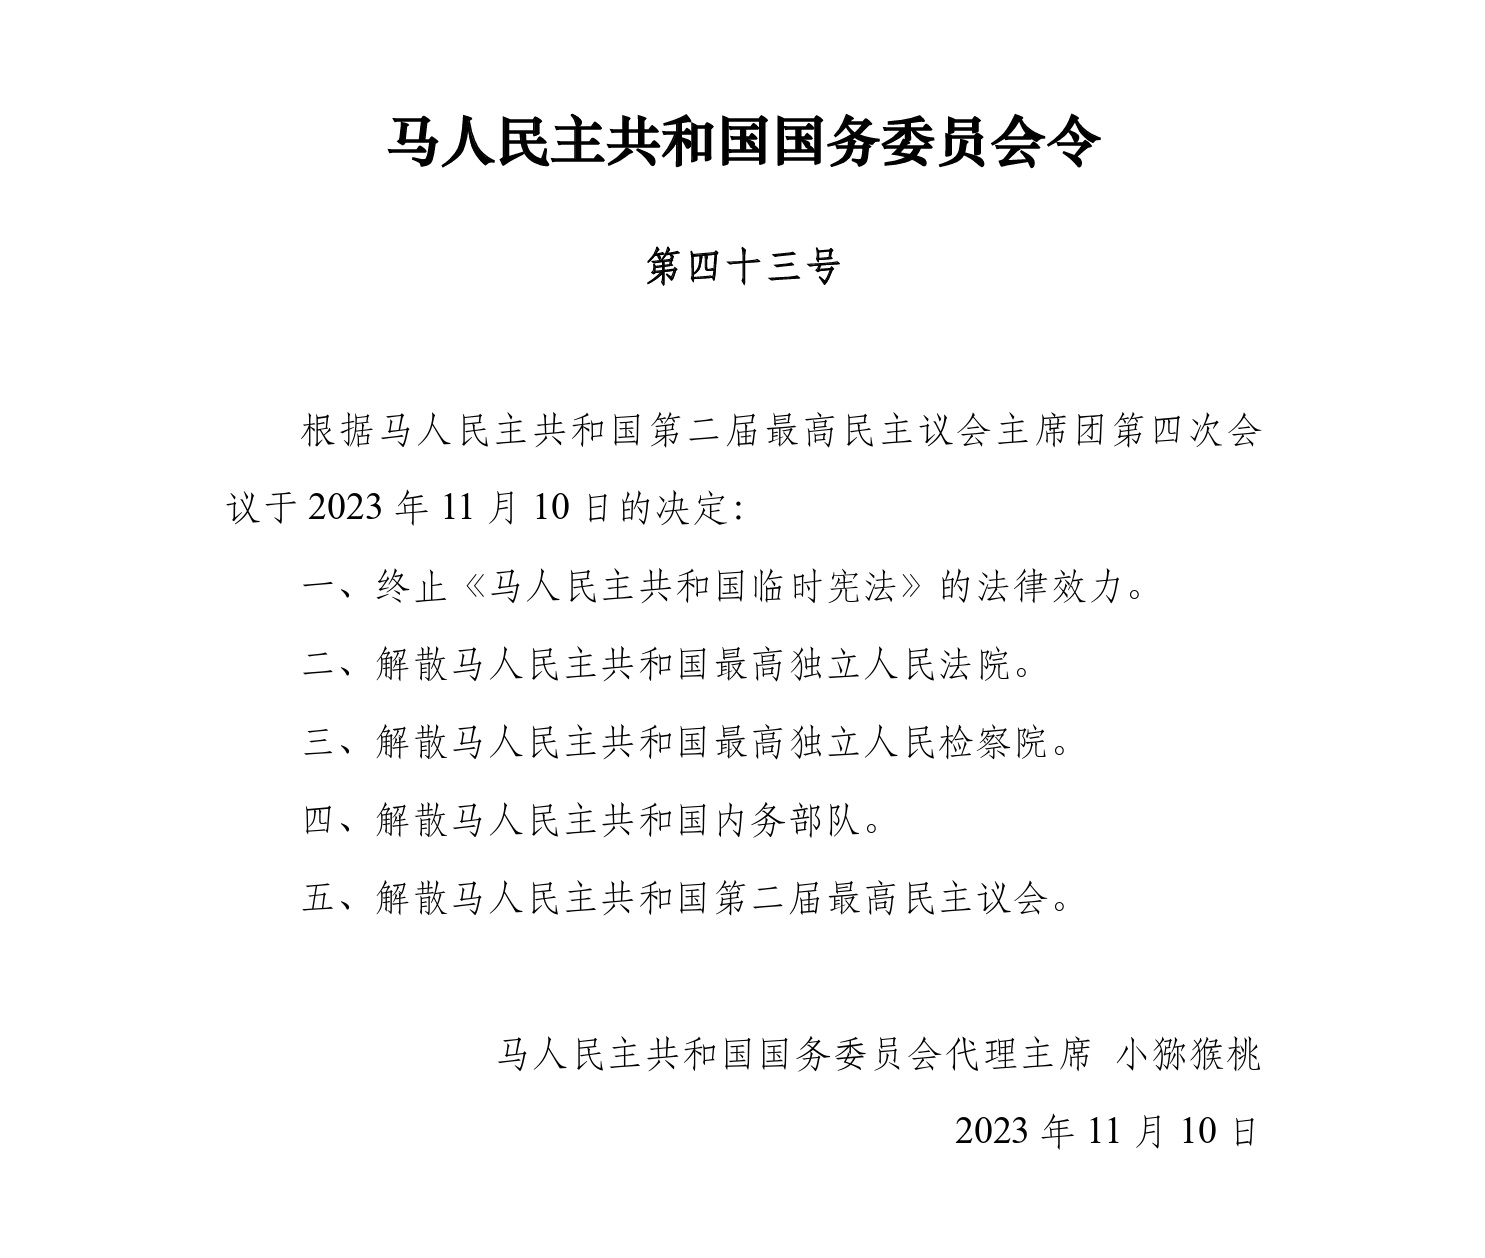 马人民主共和国国务委员会令
第四十三号
根据马人民主共和国第二届最高民主议会主席团第四次会
议于 2023 年 11 月 10 日的决定：
一、终止《马人民主共和国临时宪法》的法律效力。
二、解散马人民主共和国最高独立人民法院。
三、解散马人民主共和国最高独立人民检察院。
四、解散马人民主共和国内务部队。
五、解散马人民主共和国第二届最高民主议会。
马人民主共和国国务委员会代理主席 小猕猴桃
2023 年 11 月 10 日